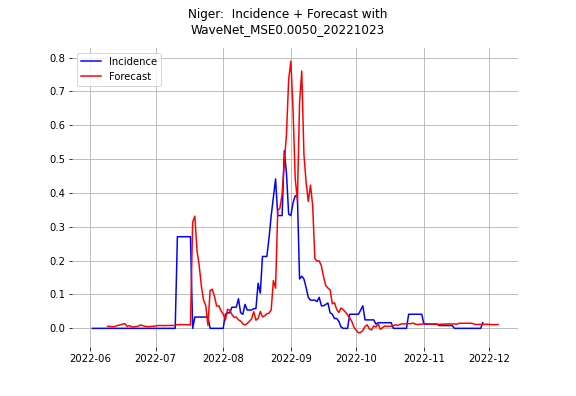 Niger:  Incidence + Forecast with
WaveNet_MSE0.0050_20221023
Incidence
Forecast
0.8
0.7
0.6
0.5
0.4
0.3
0.2
0.1
0.0
2022-06 2022-07 2022-08 2022-09 2022-10 2022-11 2022-12